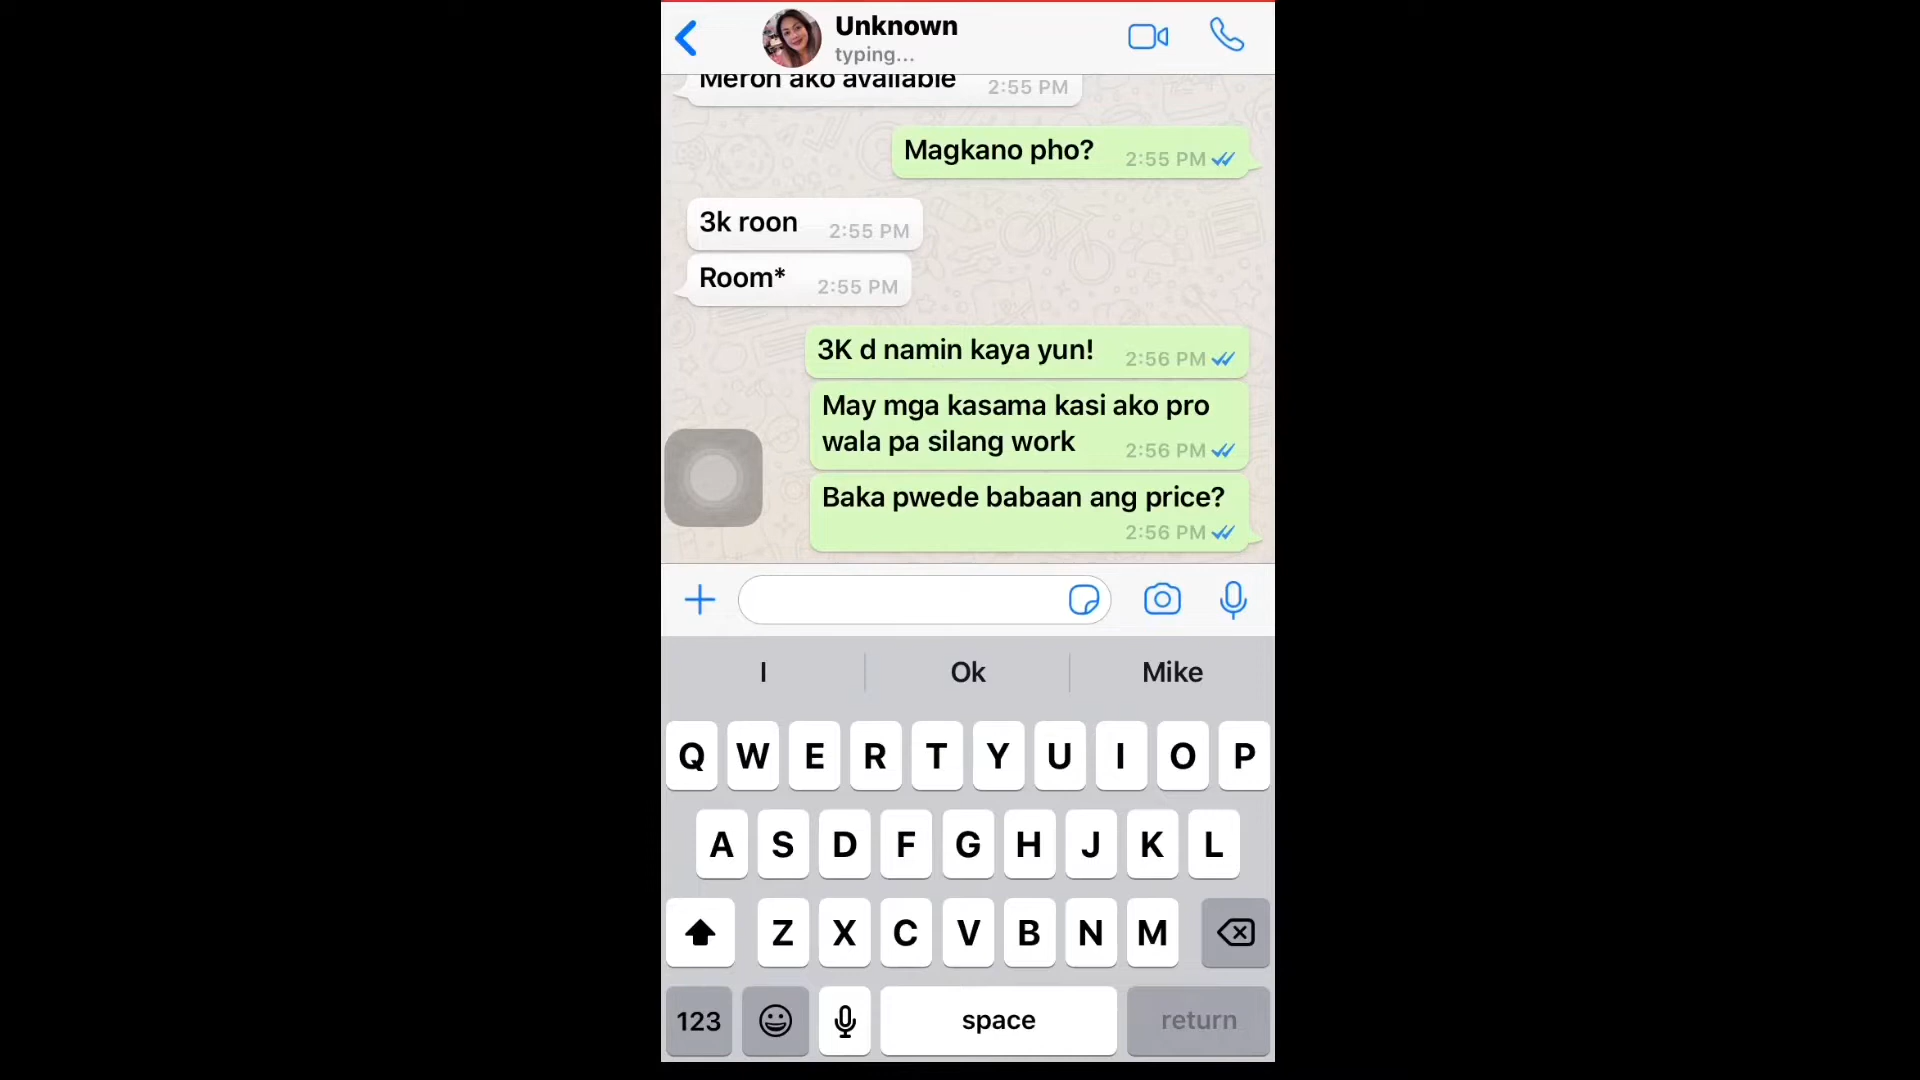 Unknown
typing...
Meron ako available 2:55 PM
Magkano pho? 2:55 PM
3k roon 2:55 PM
Room* 2:55 PM
3K d namin kaya yun! 2:56 PM
May mga kasama kasi ako pro
wala pa silang work 2:56 PM
Baka pwede babaan ang price?
2:56 PM
I Ok Mike
Q W E R T Y U I O P
A S D F G H J K L
Z X C V B N M
123 space return